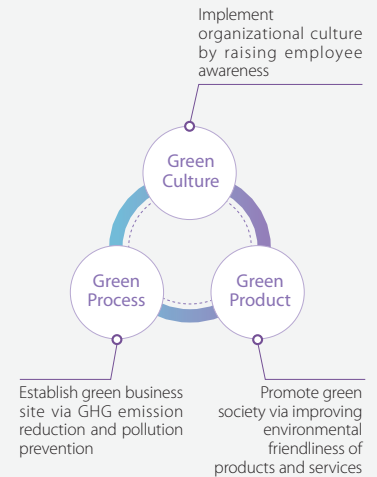 Implement
organizational culture
by raising employee
awareness
Green
Culture
Green
Process
Green
Product
Establish green business
site via GHG emission
reduction and pollution
prevention
Promote green
society via improving
environmental
friendliness of
products and services